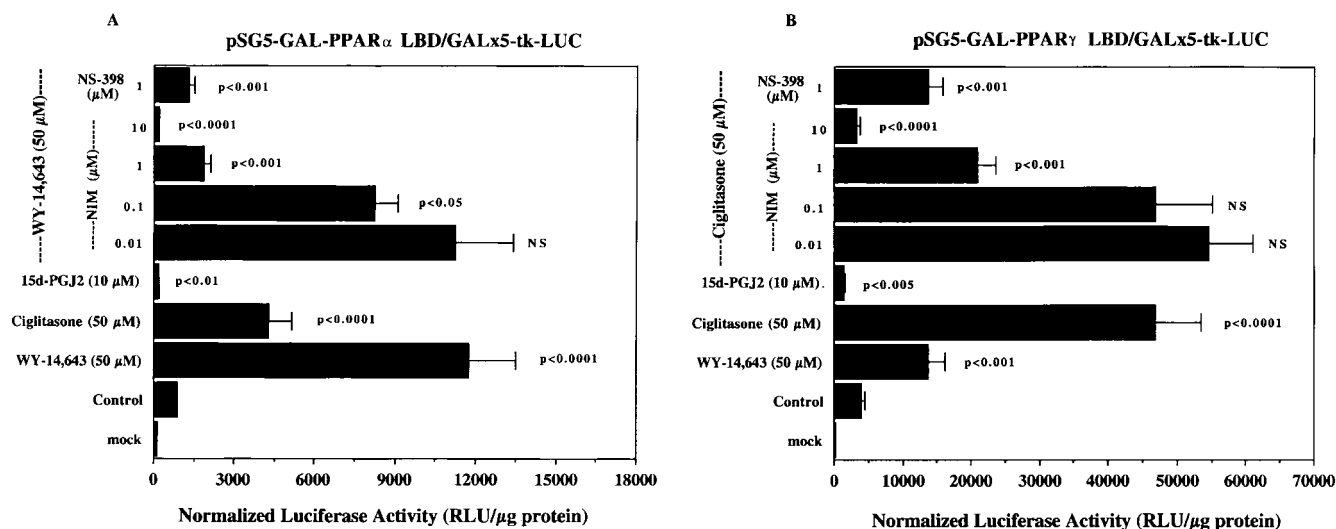 A
pSG5-GAL-PPARα LBD/GALx5-tk-LUC
------WY-14,643 (50 µM)------
NS-398
(µM)
1
-----NIM (µM)-----
10
1
0.1
0.01
15d-PGJ2 (10 µM)
Ciglitasone (50 µM)
WY-14,643 (50 µM)
Control
mock
p<0.001
p<0.0001
p<0.001
p<0.05
NS
p<0.01
p<0.0001
p<0.0001
0 3000 6000 9000 12000 15000 18000
Normalized Luciferase Activity (RLU/µg protein)
B
pSG5-GAL-PPARγ LBD/GALx5-tk-LUC
------Ciglitasone (50 µM)------
NS-398
(µM)
1
-----NIM (µM)-----
10
1
0.1
0.01
15d-PGJ2 (10 µM).
Ciglitasone (50 µM)
WY-14,643 (50 µM)
Control
mock
p<0.001
p<0.0001
p<0.001
NS
NS
p<0.005
p<0.0001
p<0.001
0 10000 20000 30000 40000 50000 60000 70000
Normalized Luciferase Activity (RLU/µg protein)